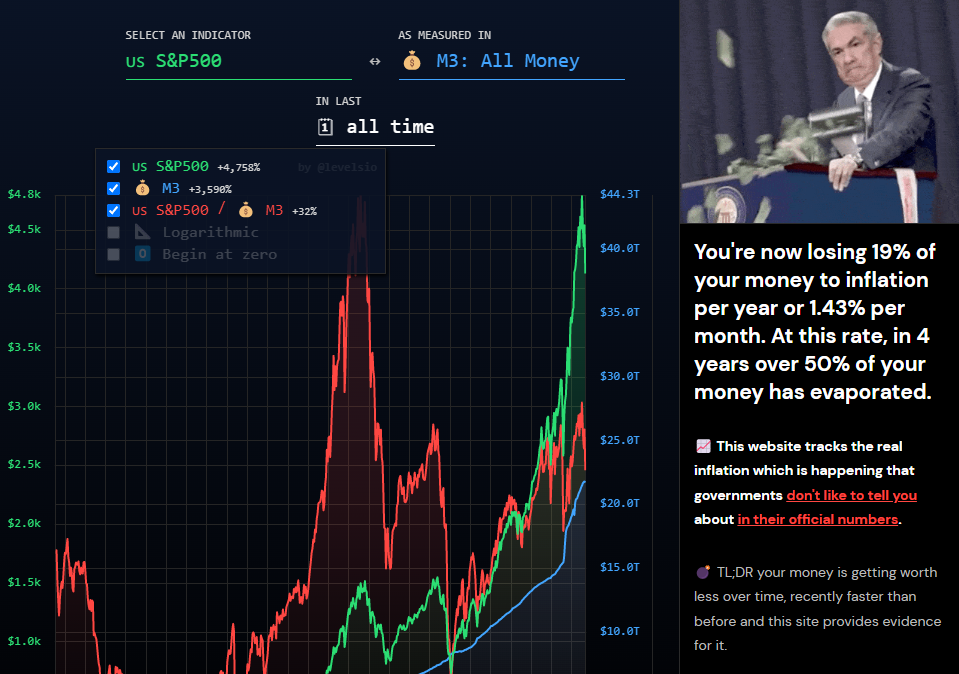 SELECT AN INDICATOR
US S&P500
↔
AS MEASURED IN
M3: All Money
IN LAST
1 all time
US S&P500 +4,758%
by @levelsio
M3 +3,590%
US S&P500 / M3 +32%
Logarithmic
0 Begin at zero
$4.8k
$4.5k
$4.0k
$3.5k
$3.0k
$2.5k
$2.0k
$1.5k
$1.0k
$44.3T
$40.0T
$35.0T
$30.0T
$25.0T
$20.0T
$15.0T
$10.0T
You're now losing 19% of
your money to inflation
per year or 1.43% per
month. At this rate, in 4
years over 50% of your
money has evaporated.
📈 This website tracks the real
inflation which is happening that
governments don't like to tell you
about in their official numbers.
💣 TL;DR your money is getting worth
less over time, recently faster than
before and this site provides evidence
for it.